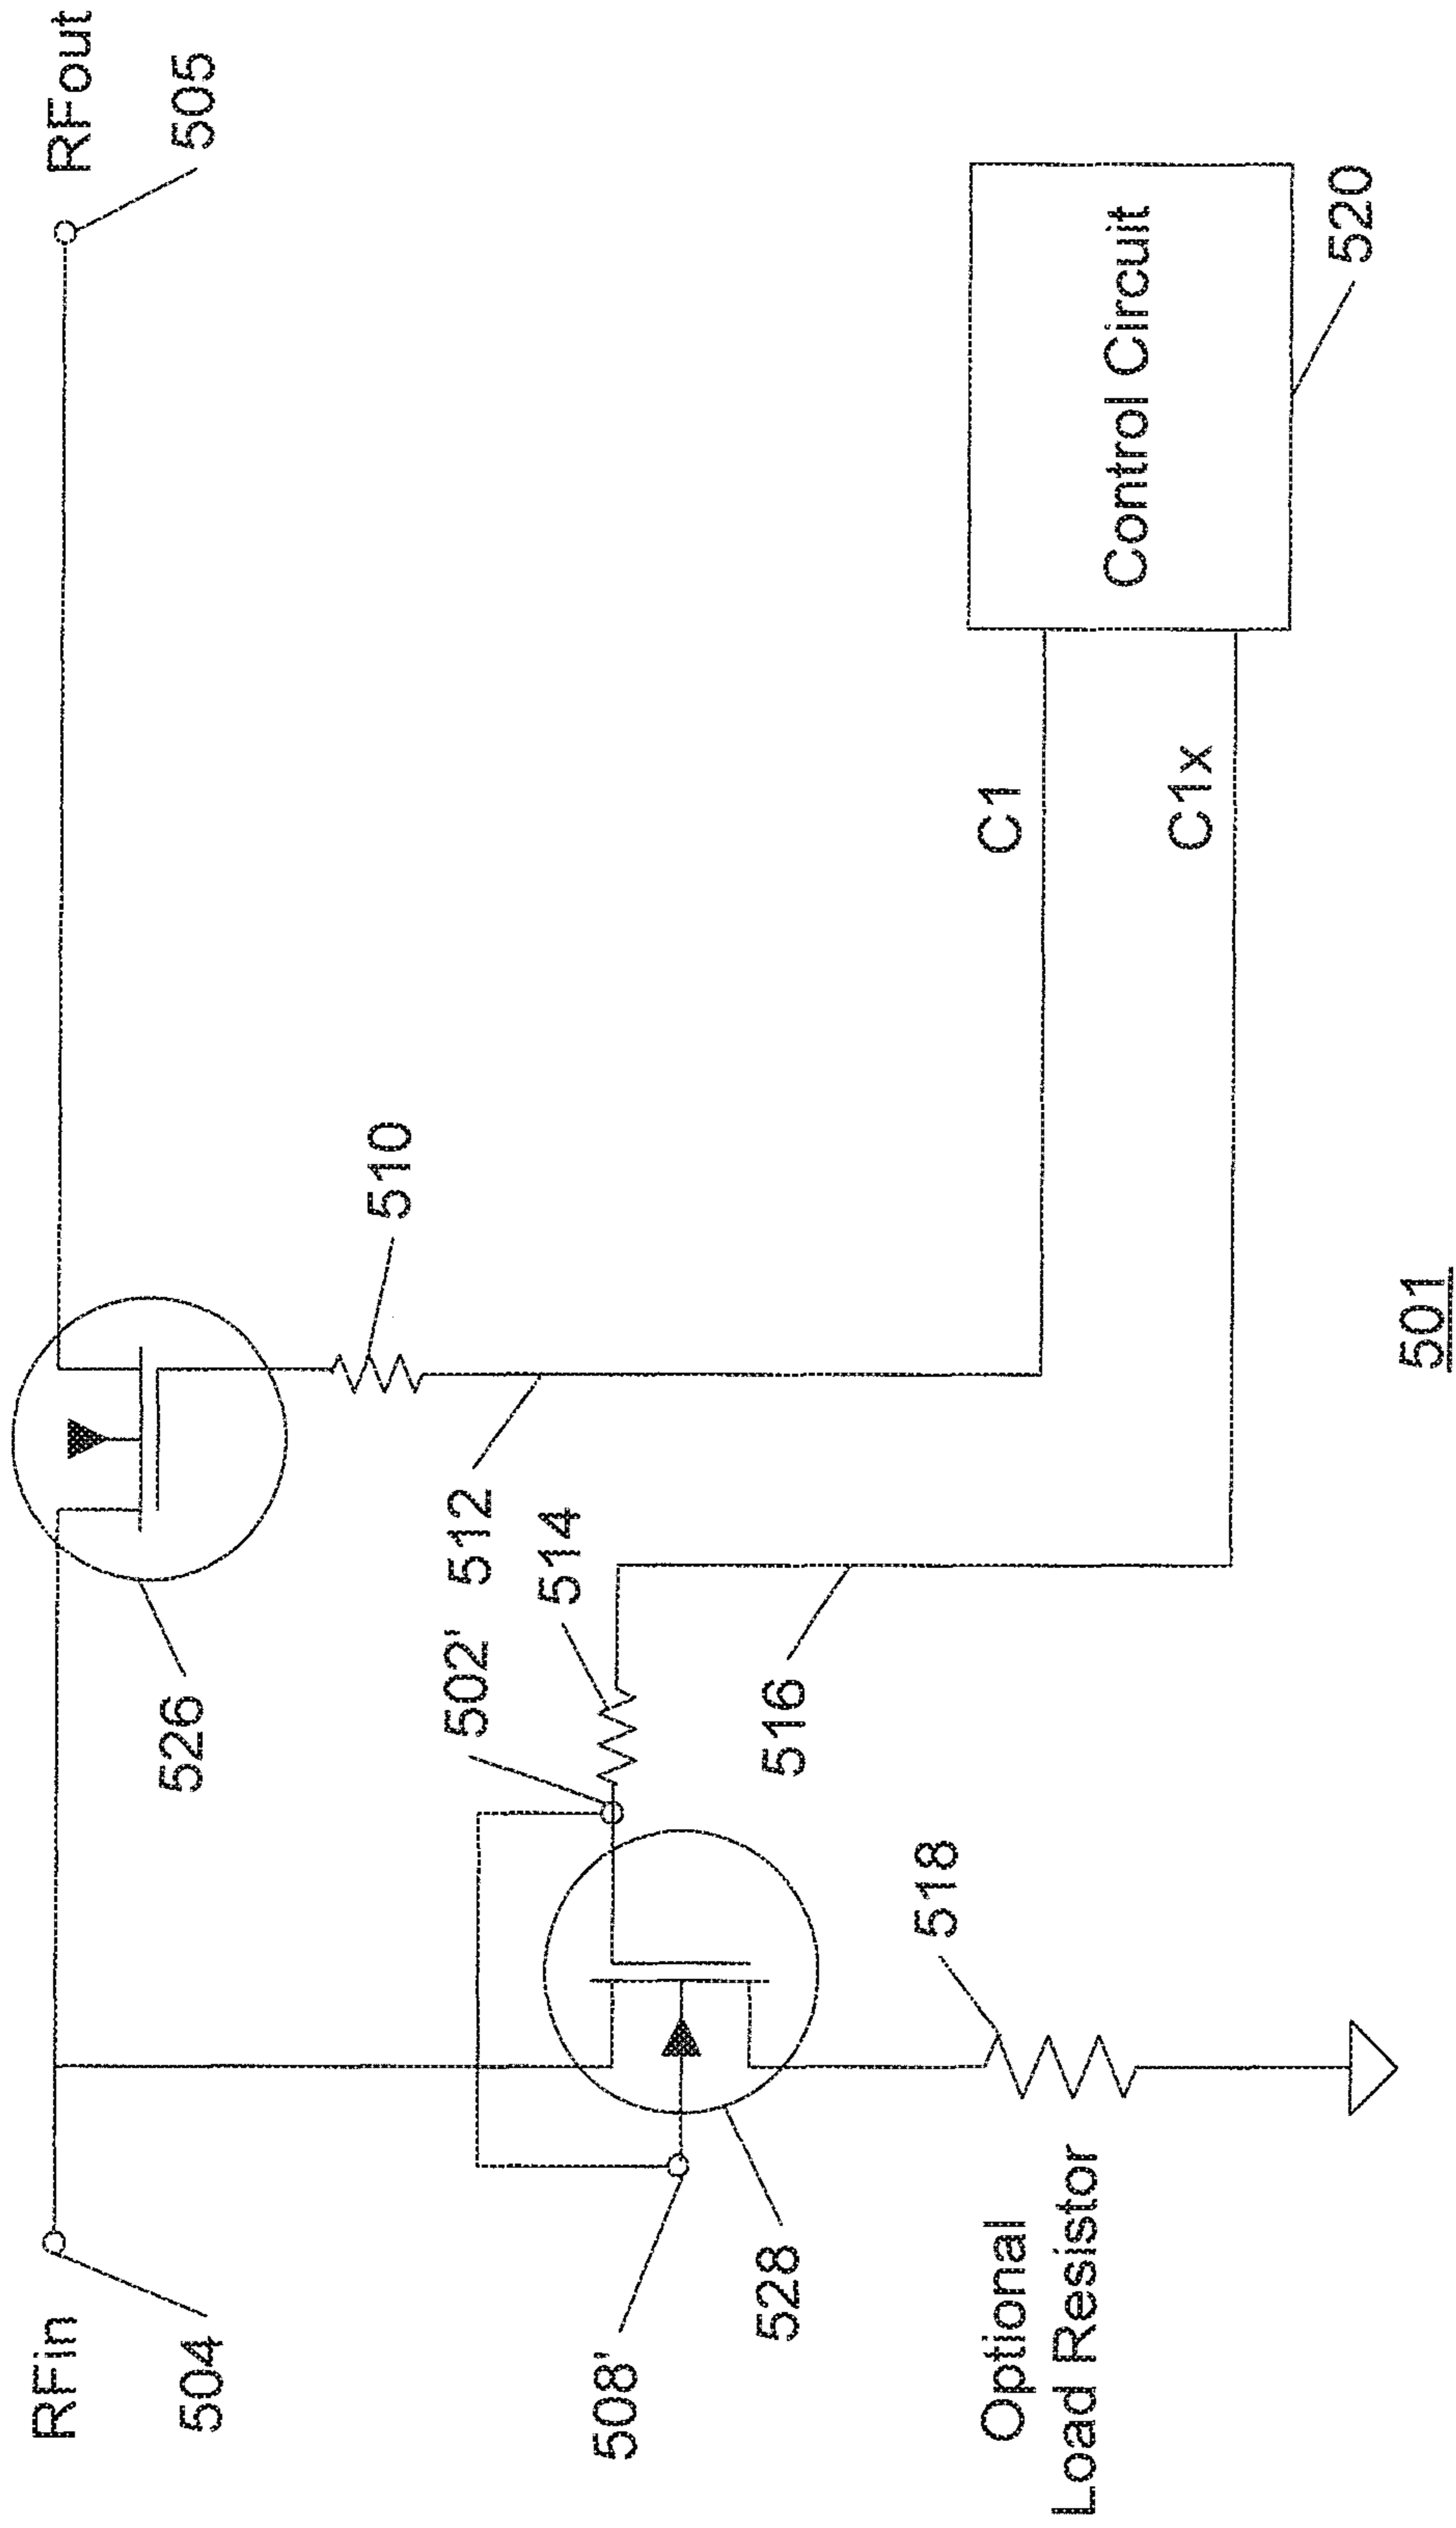 RFin
504
526
RFout
505
510
512
502'
514
516
508'
528
518
Optional
Load Resistor
C1
C1x
Control Circuit
520
501